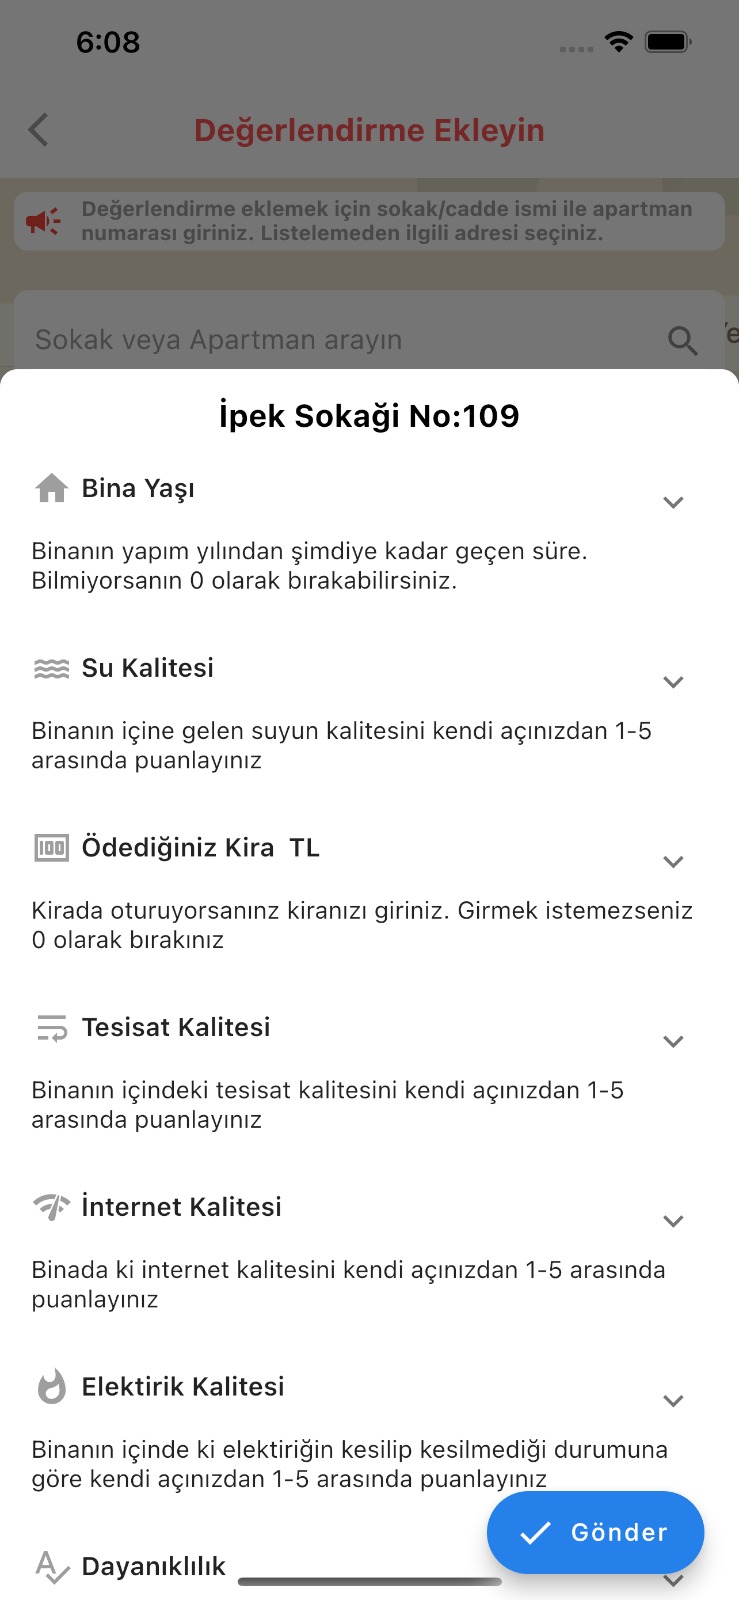 6:08
Değerlendirme Ekleyin
Değerlendirme eklemek için sokak/cadde ismi ile apartman
numarası giriniz. Listelemeden ilgili adresi seçiniz.
Sokak veya Apartman arayın
İpek Sokaği No:109
Bina Yaşı
Binanın yapım yılından şimdiye kadar geçen süre.
Bilmiyorsanın 0 olarak bırakabilirsiniz.
Su Kalitesi
Binanın içine gelen suyun kalitesini kendi açınızdan 1-5
arasında puanlayınız
100 Ödediğiniz Kira TL
Kirada oturuyorsanınz kiranızı giriniz. Girmek istemezseniz
0 olarak bırakınız
Tesisat Kalitesi
Binanın içindeki tesisat kalitesini kendi açınızdan 1-5
arasında puanlayınız
İnternet Kalitesi
Binada ki internet kalitesini kendi açınızdan 1-5 arasında
puanlayınız
Elektirik Kalitesi
Binanın içinde ki elektiriğin kesilip kesilmediği durumuna
göre kendi açınızdan 1-5 arasında puanlayınız
Gönder
Dayanıklılık